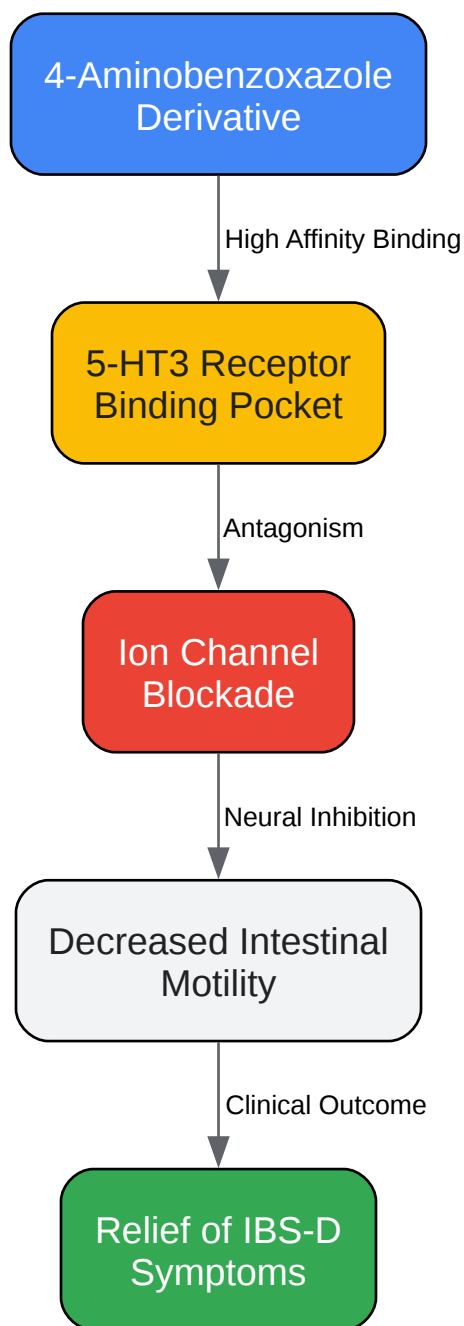 4-Aminobenzoxazole
Derivative
High Affinity Binding
5-HT3 Receptor
Binding Pocket
Antagonism
Ion Channel
Blockade
Neural Inhibition
Decreased Intestinal
Motility
Clinical Outcome
Relief of IBS-D
Symptoms